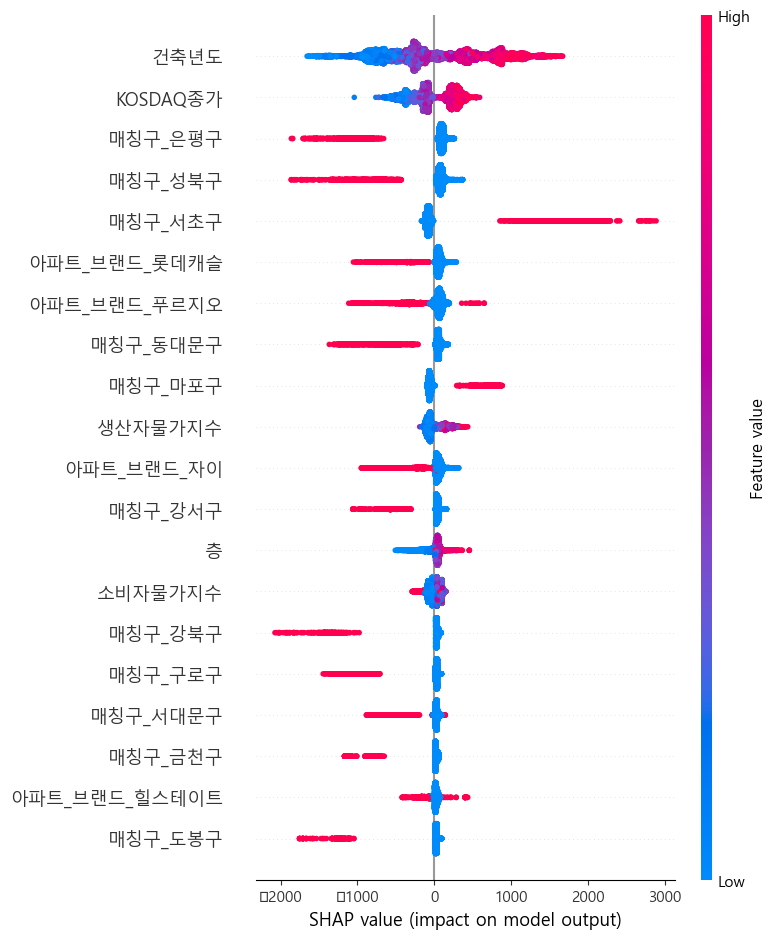 High
건축년도
KOSDAQ종가
매칭구_은평구
매칭구_성북구
매칭구_서초구
아파트_브랜드_롯데캐슬
아파트_브랜드_푸르지오
매칭구_동대문구
매칭구_마포구
생산자물가지수
아파트_브랜드_자이
매칭구_강서구
층
소비자물가지수
매칭구_강북구
매칭구_구로구
매칭구_서대문구
매칭구_금천구
아파트_브랜드_힐스테이트
매칭구_도봉구
Feature value
Low
▯2000 ▯1000 0 1000 2000 3000
SHAP value (impact on model output)